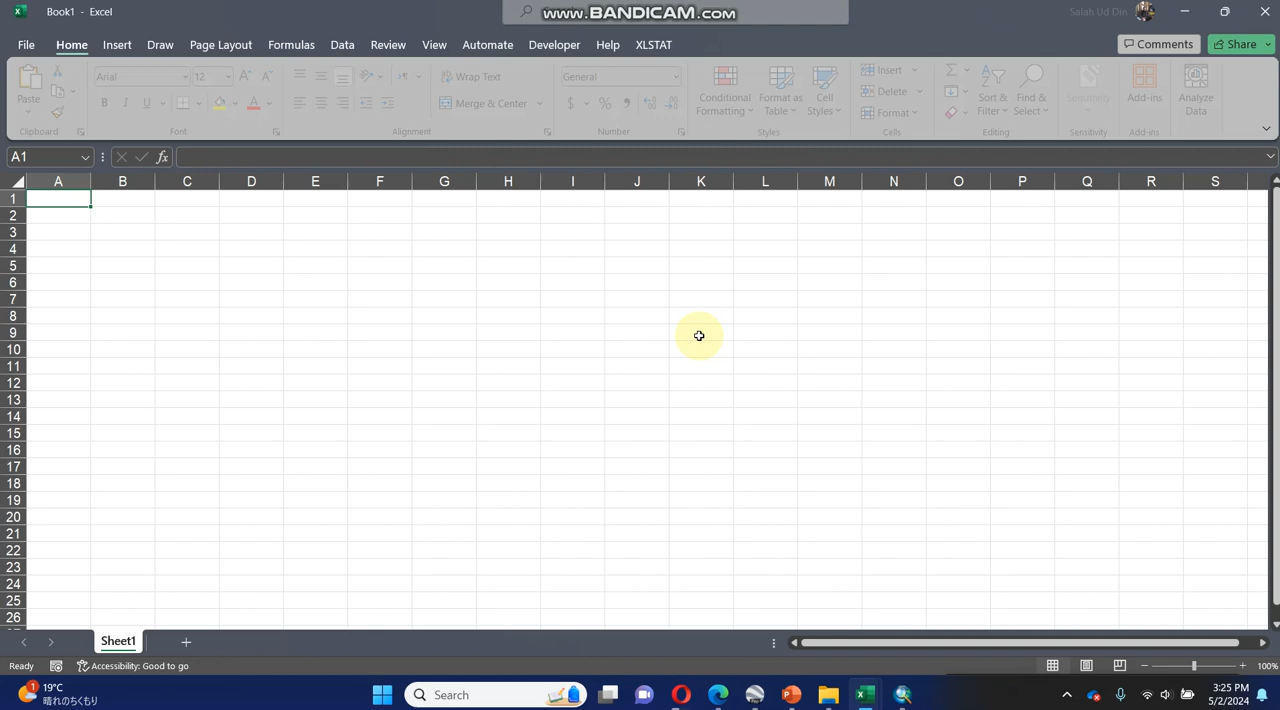 Book1 - Excel
www.BANDICAM.com
Salah Ud Din
File Home Insert Draw Page Layout Formulas Data Review View Automate Developer Help XLSTAT
Comments Share
Paste
Arial 12
B I U A
Wrap Text
Merge & Center
General
$ % ,
Conditional Formatting
Format as Table
Cell Styles
Insert
Delete
Format
Sort & Filter
Find & Select
Sensitivity
Add-ins
Analyze Data
Clipboard Font Alignment Number Styles Cells Editing Sensitivity Add-ins
A1 fx
A B C D E F G H I J K L M N O P Q R S
1
2
3
4
5
6
7
8
9
10
11
12
13
14
15
16
17
18
19
20
21
22
23
24
25
26
Sheet1
Ready Accessibility: Good to go 100%
19°C
晴れのちくもり
1
Search
3:25 PM
5/2/2024